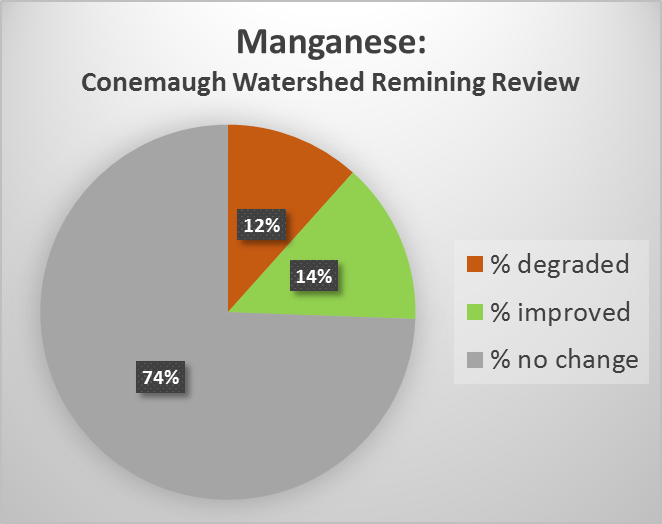 Manganese:
Conemaugh Watershed Remining Review
12%
14%
74%
% degraded
% improved
% no change